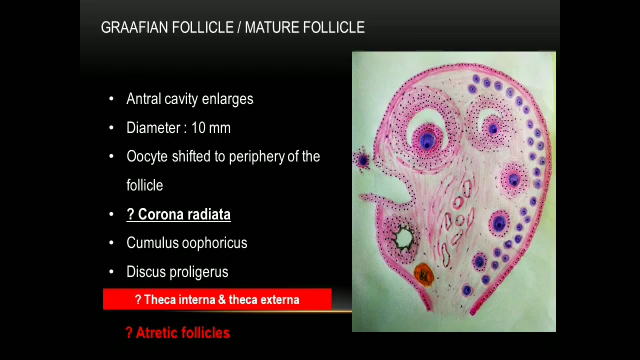 GRAAFIAN FOLLICLE / MATURE FOLLICLE
• Antral cavity enlarges
• Diameter : 10 mm
• Oocyte shifted to periphery of the
follicle
• ? Corona radiata
• Cumulus oophoricus
• Discus proligerus
? Theca interna & theca externa
? Atretic follicles